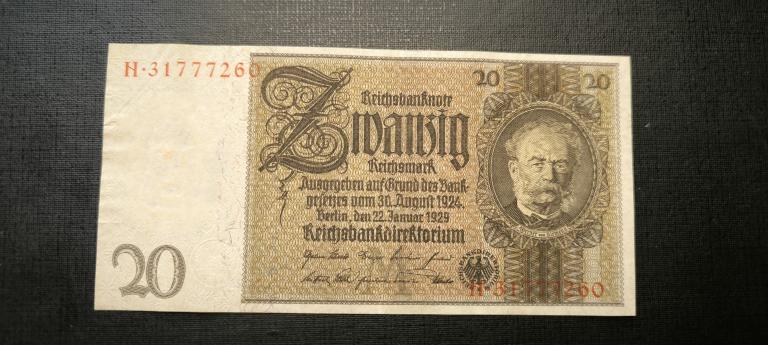 H·31777260
20 20
Reichsbanknote
Zwanzig
Reichsmark
Ausgegeben auf Grund des Bank-
gesetzes vom 30. August 1924.
Berlin, den 22. Januar 1929
Reichsbankdirektorium
20
H·31777260